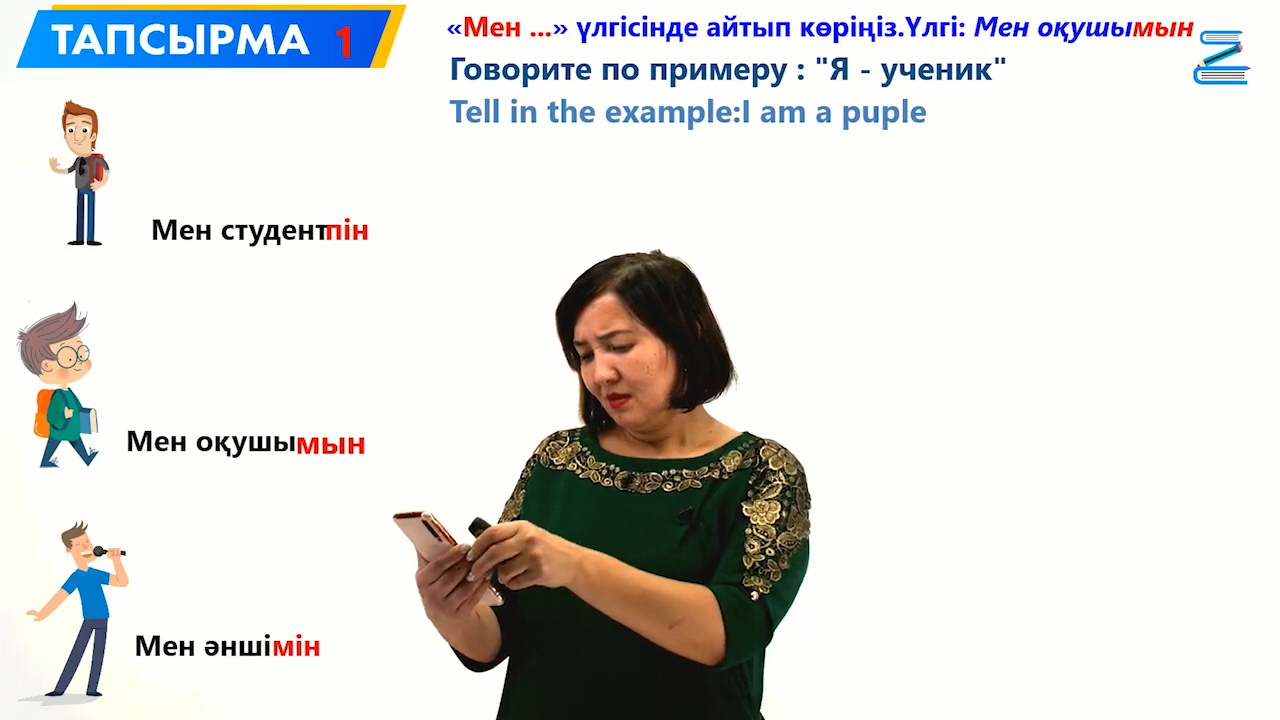 ТАПСЫРМА 1
«Мен ...» үлгісінде айтып көріңіз.Үлгі: Мен оқушымын
Говорите по примеру : "Я - ученик"
Tell in the example:I am a puple
Мен студентпін
Мен оқушымын
Мен әншімін